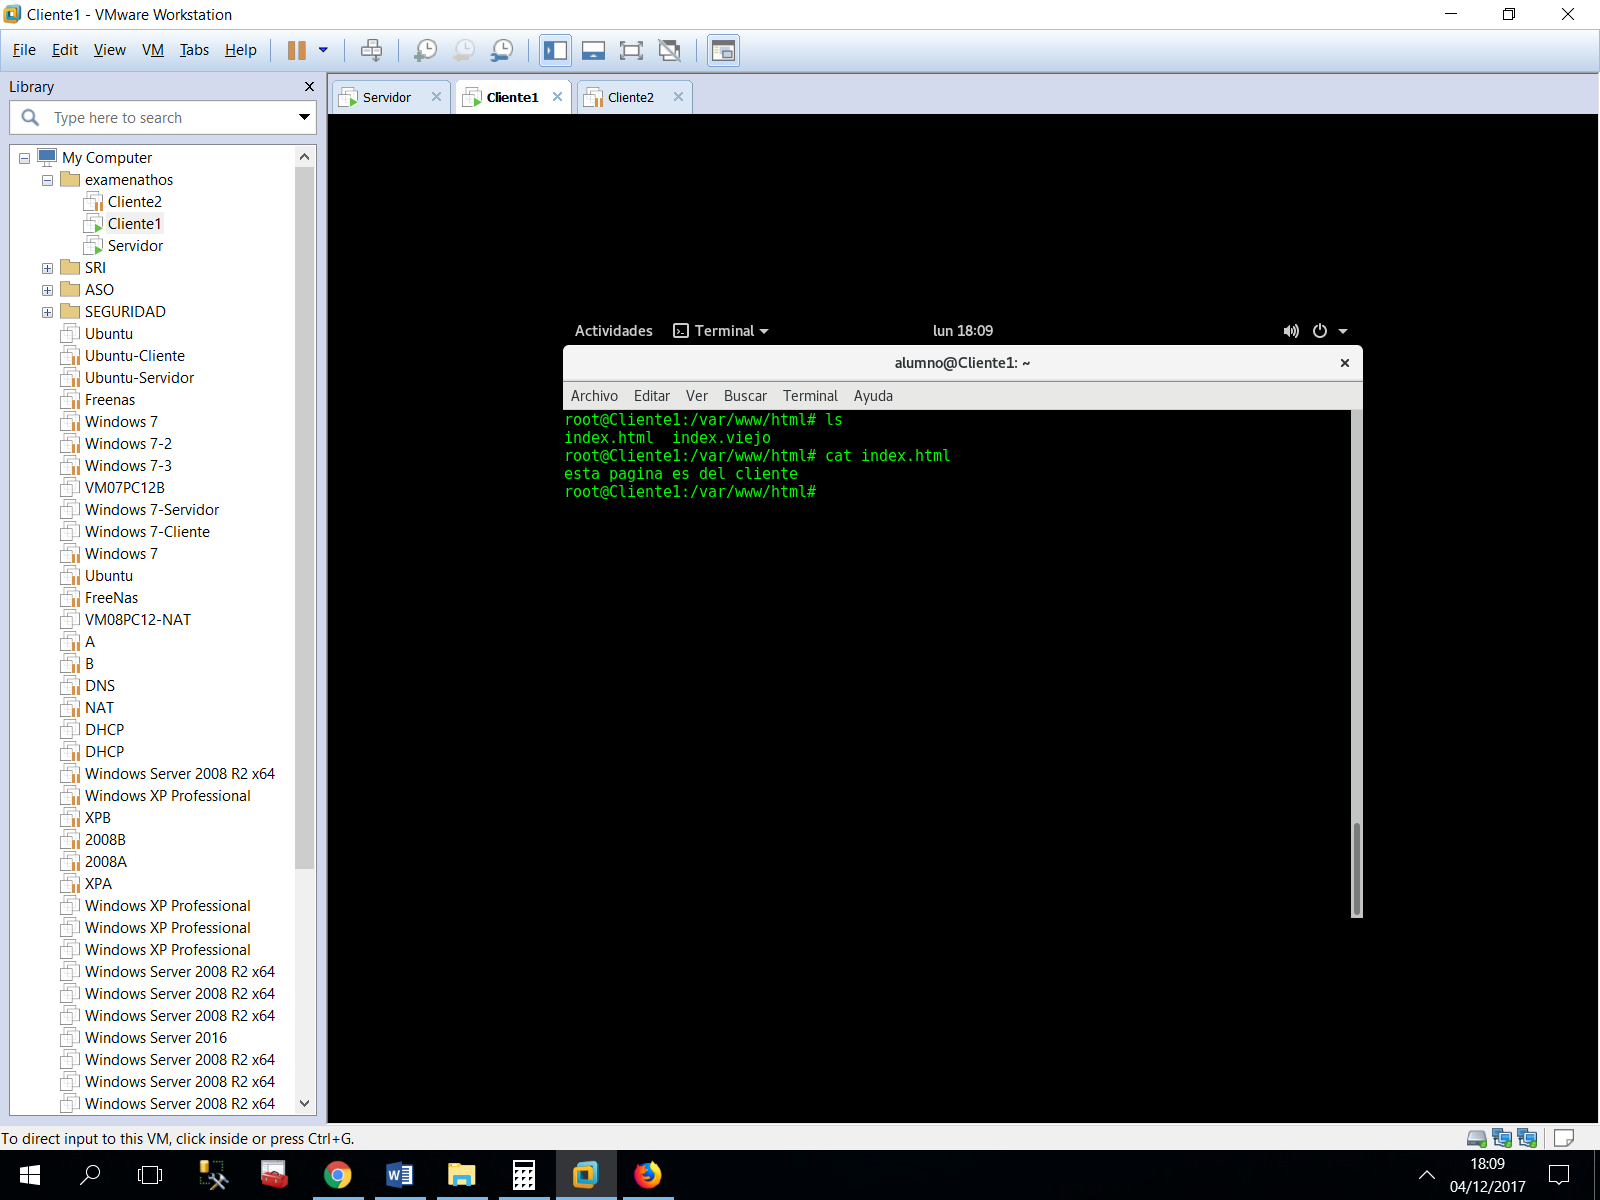 Cliente1 - VMware Workstation
File Edit View VM Tabs Help
Library
Type here to search
My Computer
examenathos
Cliente2
Cliente1
Servidor
SRI
ASO
SEGURIDAD
Ubuntu
Ubuntu-Cliente
Ubuntu-Servidor
Freenas
Windows 7
Windows 7-2
Windows 7-3
VM07PC12B
Windows 7-Servidor
Windows 7-Cliente
Windows 7
Ubuntu
FreeNas
VM08PC12-NAT
A
B
DNS
NAT
DHCP
DHCP
Windows Server 2008 R2 x64
Windows XP Professional
XPB
2008B
2008A
XPA
Windows XP Professional
Windows XP Professional
Windows XP Professional
Windows Server 2008 R2 x64
Windows Server 2008 R2 x64
Windows Server 2008 R2 x64
Windows Server 2016
Windows Server 2008 R2 x64
Windows Server 2008 R2 x64
Windows Server 2008 R2 x64
Servidor Cliente1 Cliente2
Actividades Terminal lun 18:09
alumno@Cliente1: ~
Archivo Editar Ver Buscar Terminal Ayuda
root@Cliente1:/var/www/html# ls
index.html index.viejo
root@Cliente1:/var/www/html# cat index.html
esta pagina es del cliente
root@Cliente1:/var/www/html#
To direct input to this VM, click inside or press Ctrl+G.
18:09
04/12/2017